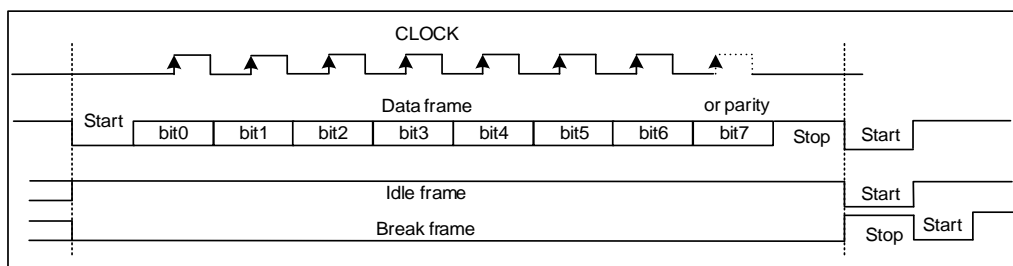 CLOCK
Data frame or parity
Start bit0 bit1 bit2 bit3 bit4 bit5 bit6 bit7 Stop Start
Idle frame Start
Break frame Stop Start